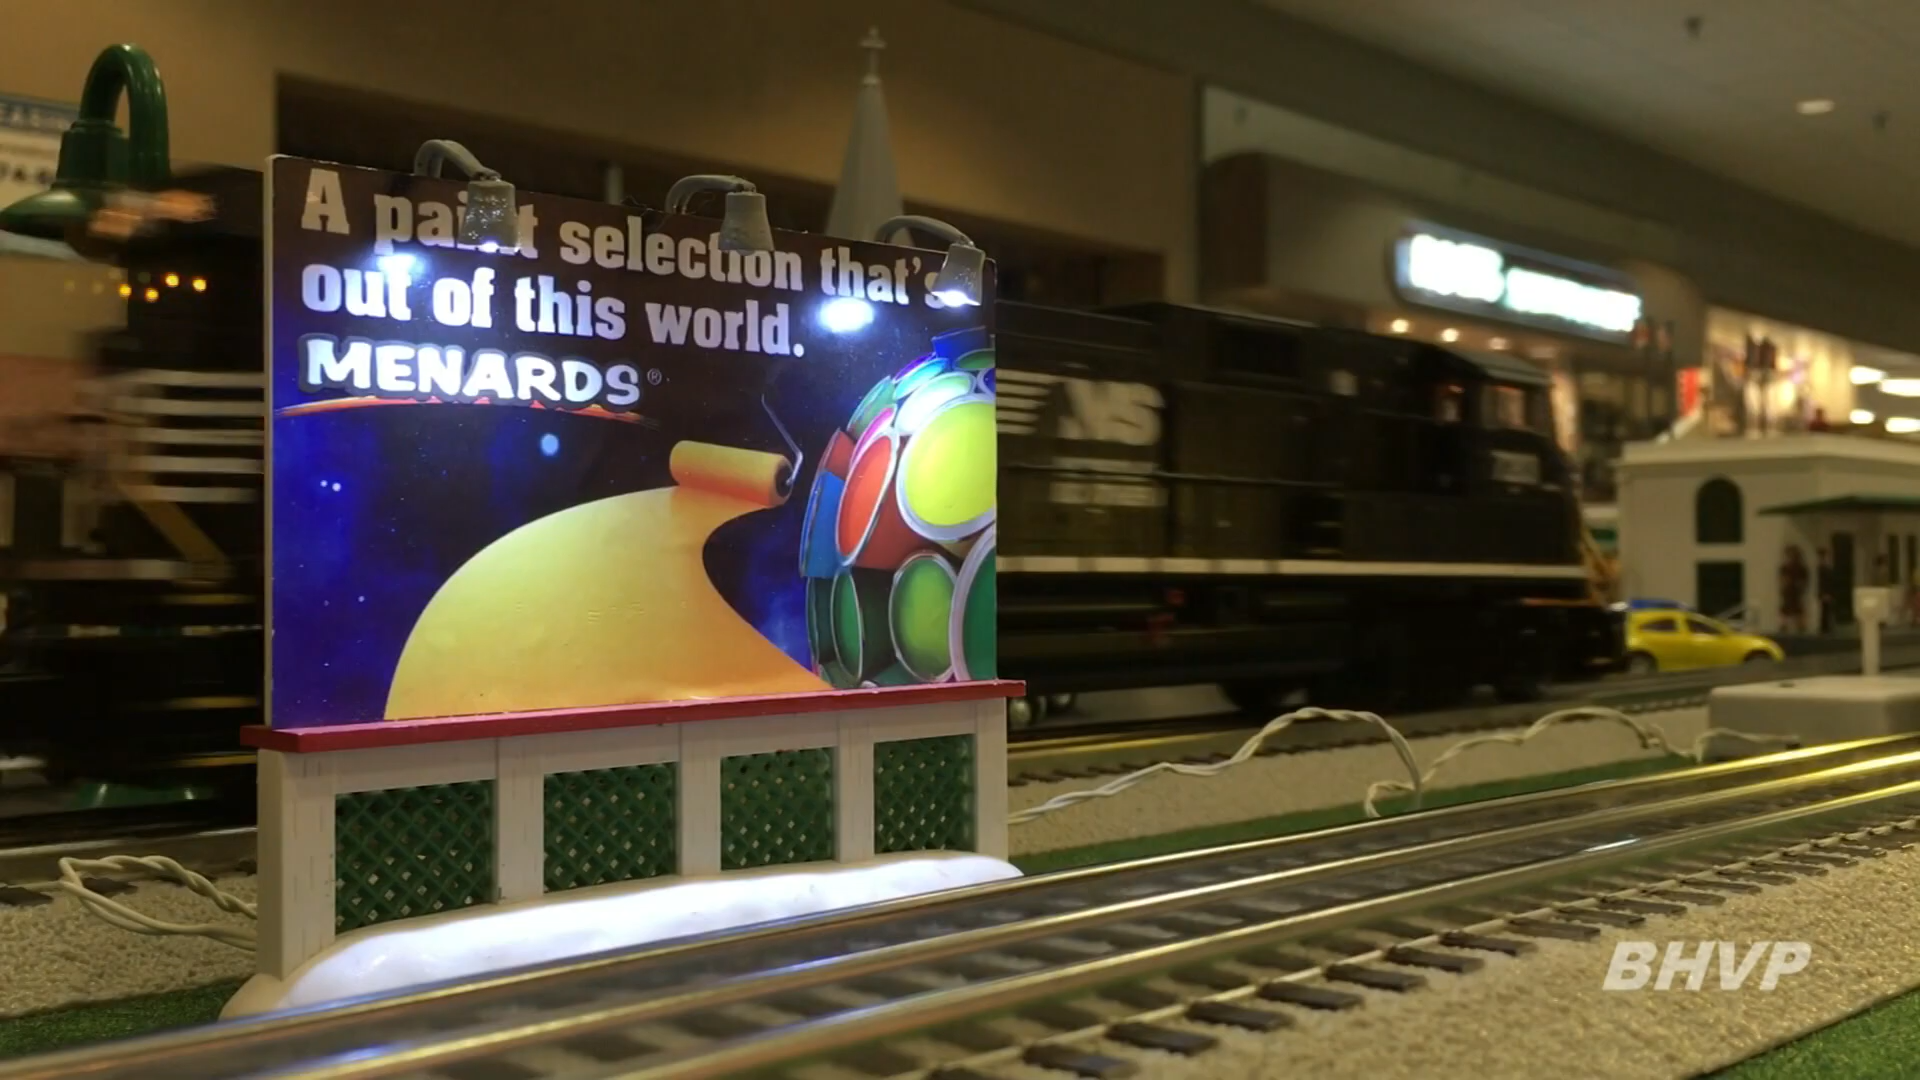 A paint selection that's
out of this world.
MENARDS®
NS
BHVP